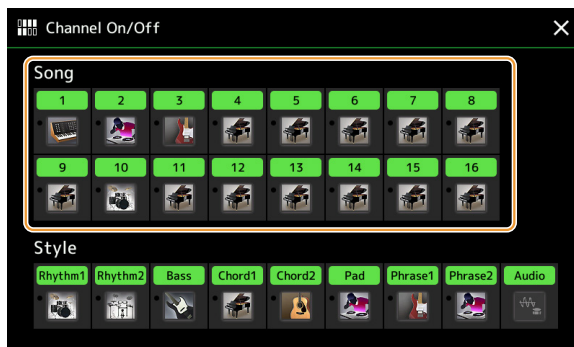 Channel On/Off
Song
1 2 3 4 5 6 7 8
9 10 11 12 13 14 15 16
Style
Rhythm1 Rhythm2 Bass Chord1 Chord2 Pad Phrase1 Phrase2 Audio